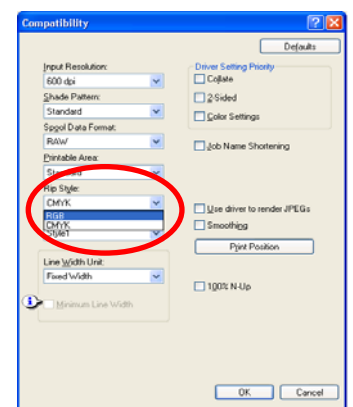 Compatibility
Defaults
Input Resolution:
600 dpi
Shade Pattern:
Standard
Spool Data Format:
RAW
Printable Area:
Standard
Rip Style:
CMYK
RGB
CMYK
Style1
Line Width Unit:
Fixed Width
Minimum Line Width
Driver Setting Priority
Collate
2-Sided
Color Settings
Job Name Shortening
Use driver to render JPEGs
Smoothing
Print Position
100% N-Up
OK
Cancel